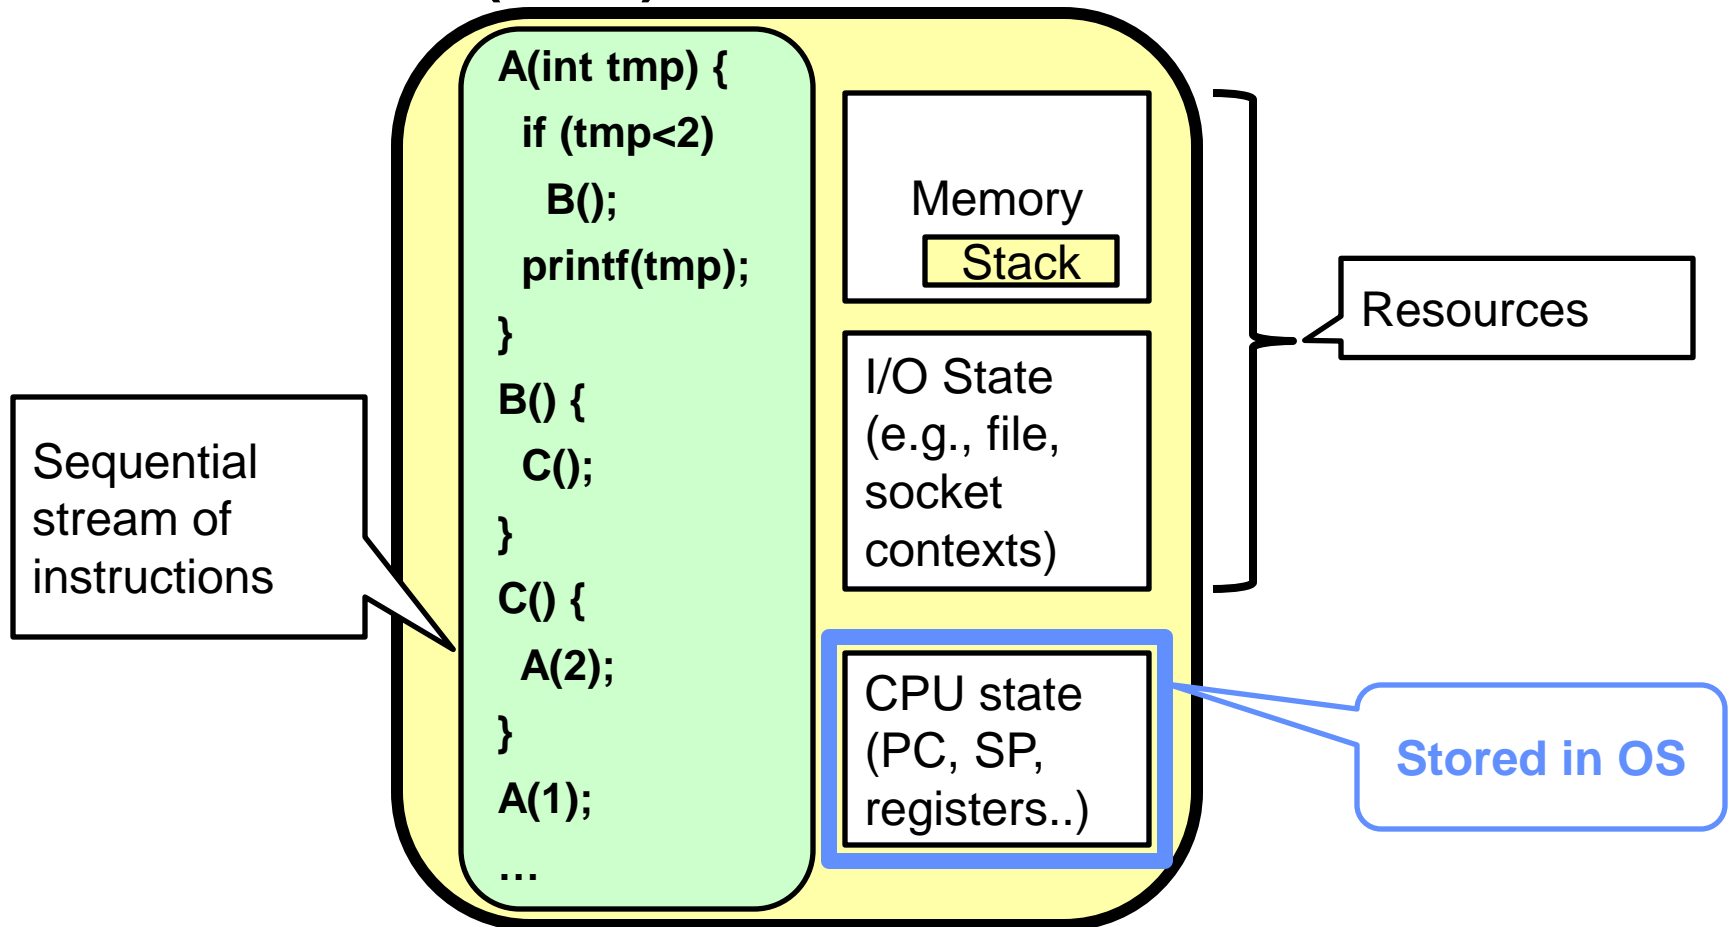 A(int tmp) {
if (tmp<2)
B();
printf(tmp);
}
B() {
C();
}
C() {
A(2);
}
A(1);
…
Memory
Stack
I/O State
(e.g., file,
socket
contexts)
CPU state
(PC, SP,
registers..)
Resources
Sequential
stream of
instructions
Stored in OS